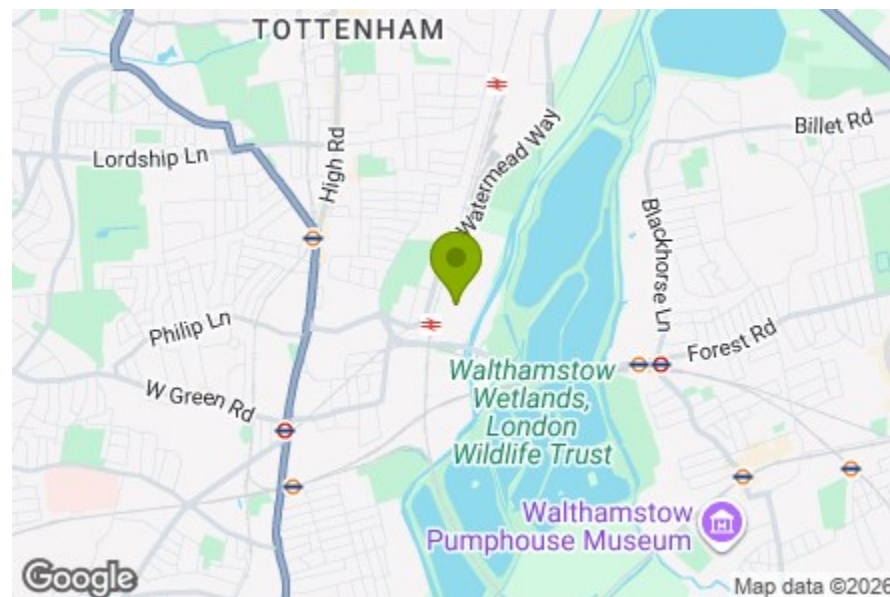 TOTTENHAM
Billet Rd
Lordship Ln
High Rd
Watermead Way
Blackhorse Ln
Philip Ln
Forest Rd
W Green Rd
Walthamstow
Wetlands,
London
Wildlife Trust
Walthamstow
Pumphouse Museum
Google
Map data ©2026